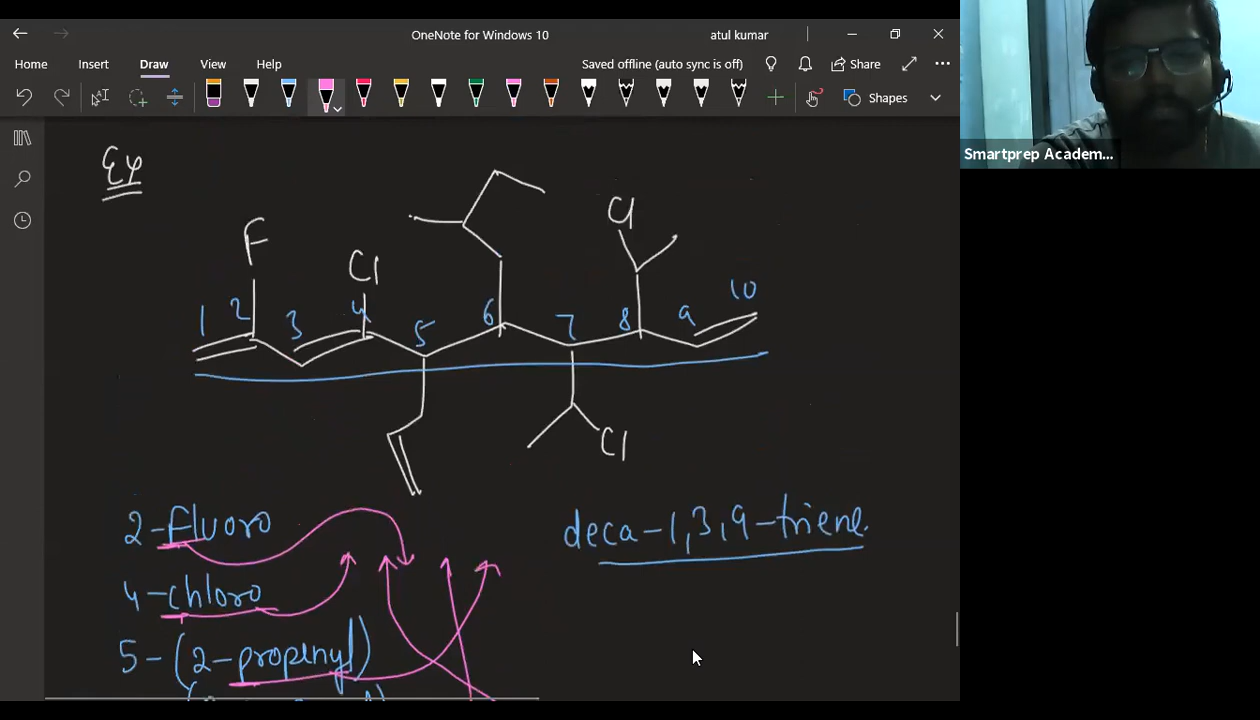 OneNote for Windows 10
atul kumar
Home Insert Draw View Help
Saved offline (auto sync is off)
Share
Shapes
Smartprep Academ...
Ex
F
Cl
Cl
1 2 3 4 5 6 7 8 9 10
Cl
2-fluoro
deca-1,3,9-triene.
4-chloro
5-(2-propenyl)